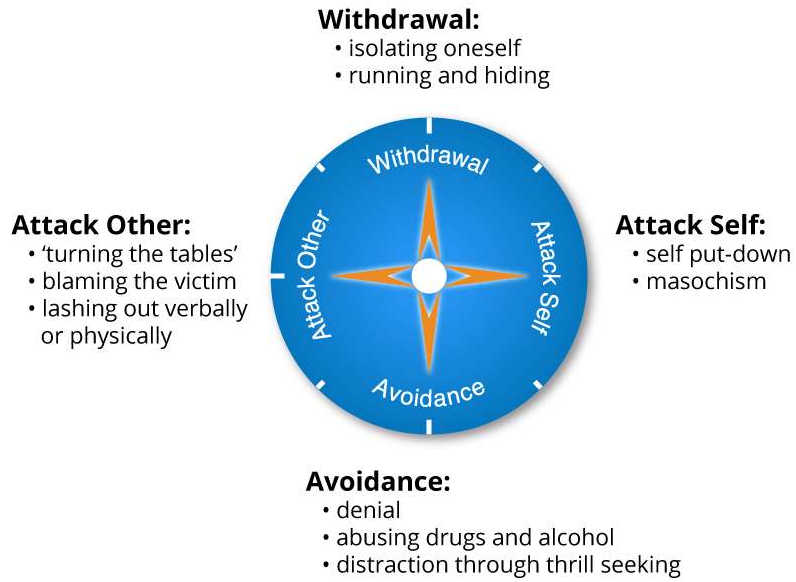 Withdrawal:
• isolating oneself
• running and hiding
Withdrawal
Attack Other:
• ‘turning the tables’
• blaming the victim
• lashing out verbally
or physically
Attack Other
Attack Self
Attack Self:
• self put-down
• masochism
Avoidance
Avoidance:
• denial
• abusing drugs and alcohol
• distraction through thrill seeking